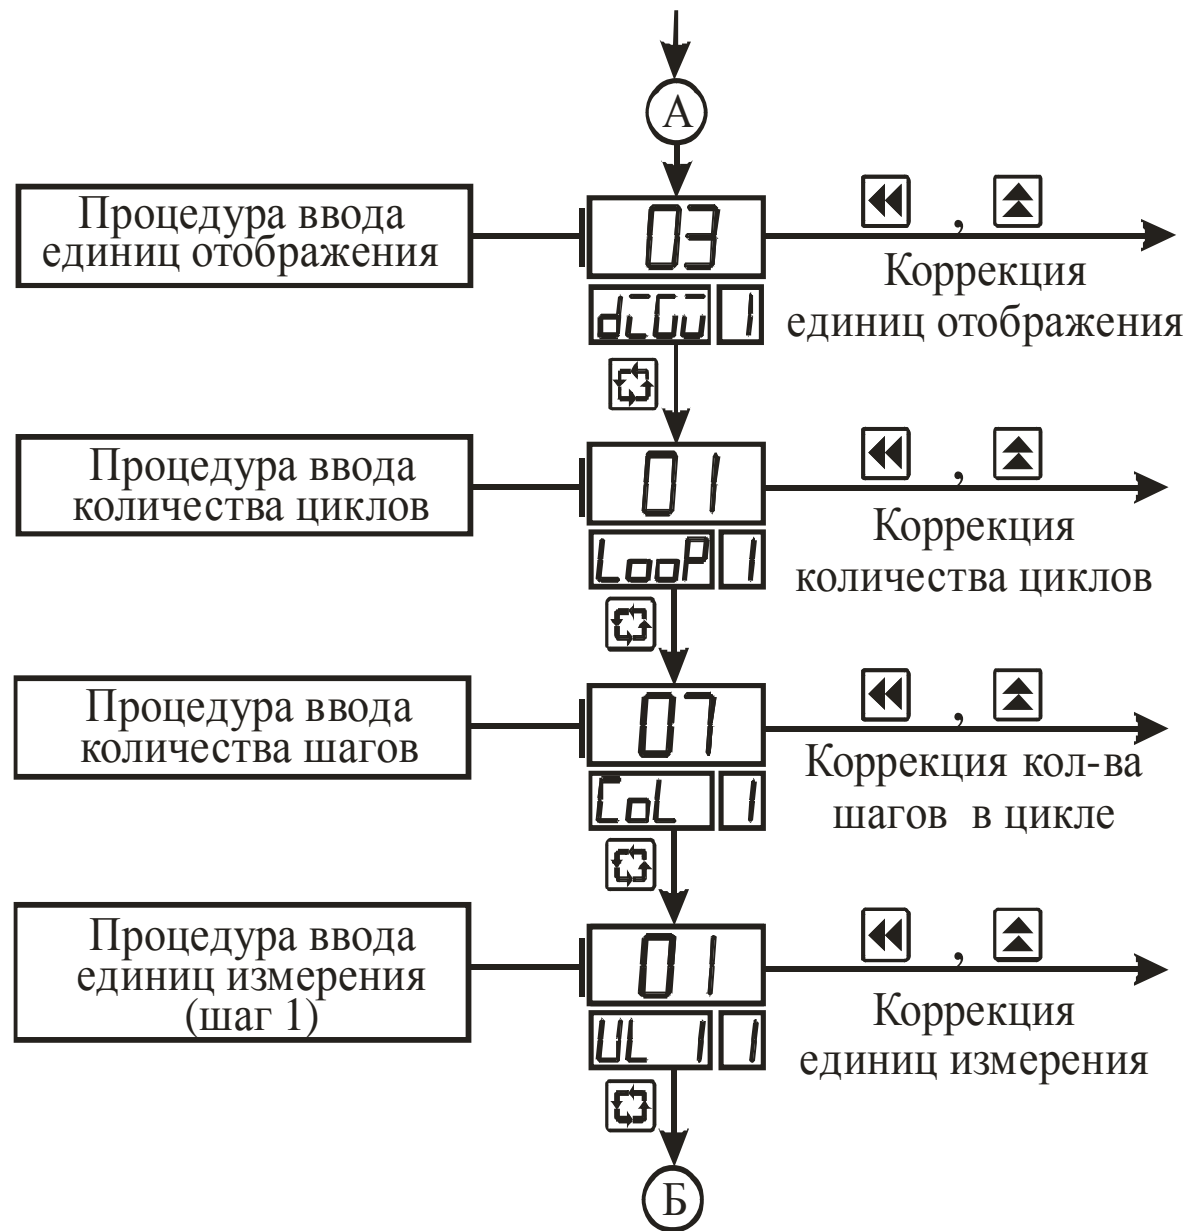 А
Процедура ввода
единиц отображения
03
1
,
Коррекция
единиц отображения
Процедура ввода
количества циклов
01
LooP 1
,
Коррекция
количества циклов
Процедура ввода
количества шагов
07
CoL 1
,
Коррекция кол-ва
шагов в цикле
Процедура ввода
единиц измерения
(шаг 1)
01
UL 1 1
,
Коррекция
единиц измерения
Б